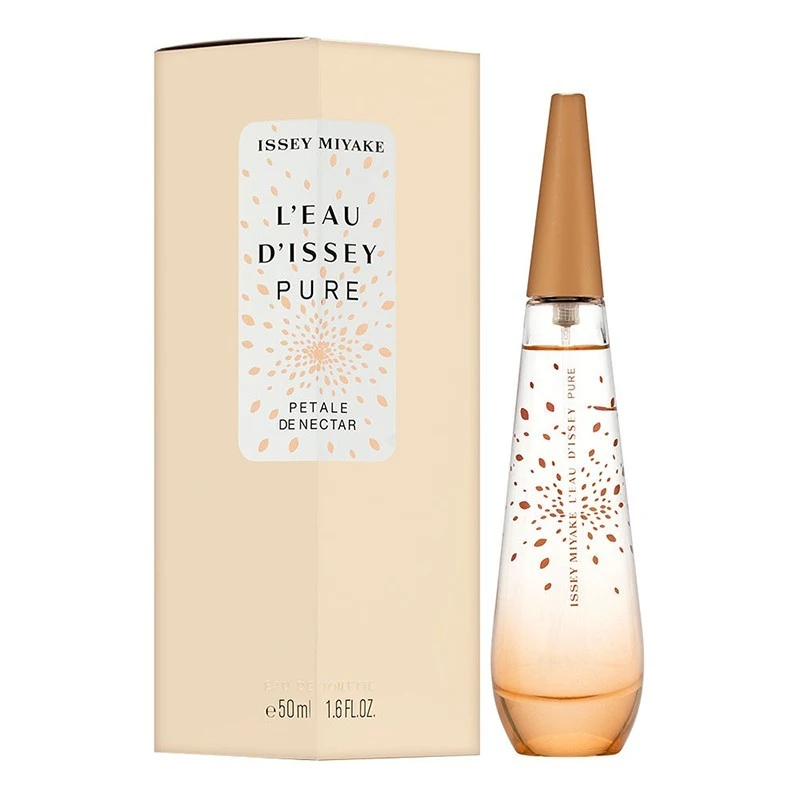 ISSEY MIYAKE
L'EAU
D'ISSEY
PURE
PETALE
DE NECTAR
EAU DE TOILETTE
e50ml 1.6 FL.OZ.
ISSEY MIYAKE L'EAU D'ISSEY PURE